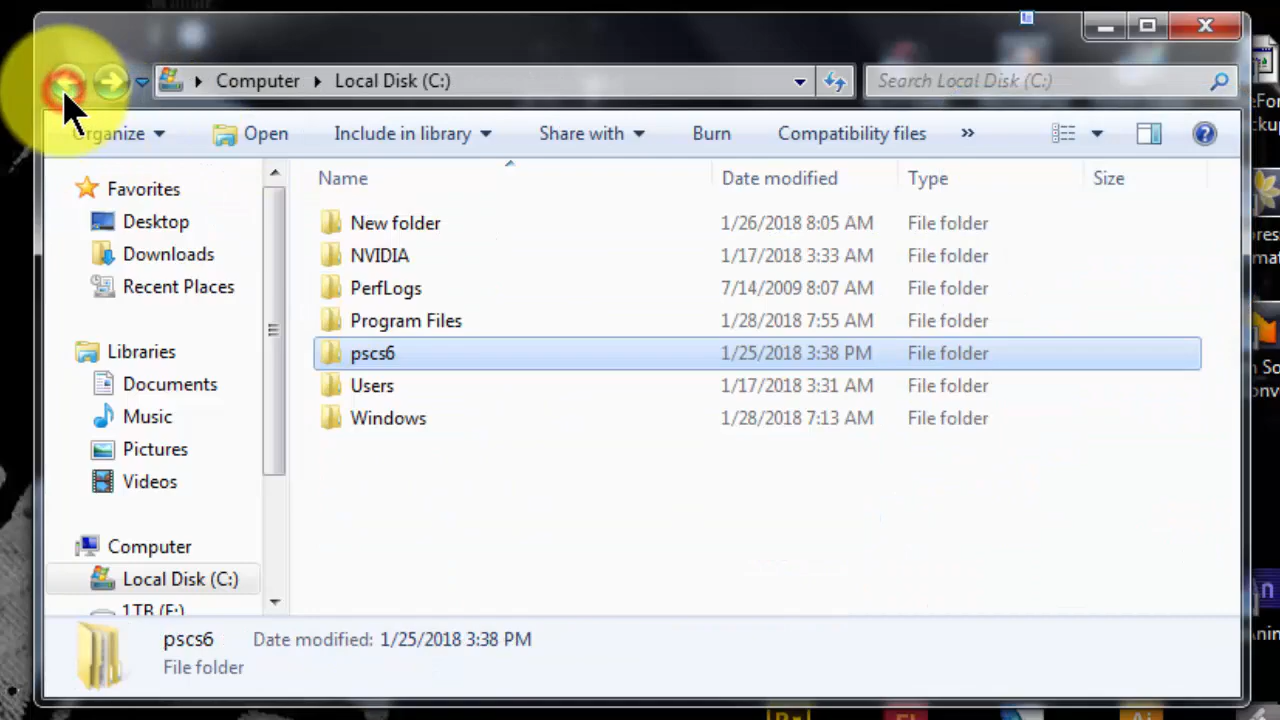 Computer Local Disk (C:)
Search Local Disk (C:)
Organize Open Include in library Share with Burn Compatibility files »
Favorites
Desktop
Downloads
Recent Places
Libraries
Documents
Music
Pictures
Videos
Computer
Local Disk (C:)
1TB (F:)
Name Date modified Type Size
New folder 1/26/2018 8:05 AM File folder
NVIDIA 1/17/2018 3:33 AM File folder
PerfLogs 7/14/2009 8:07 AM File folder
Program Files 1/28/2018 7:55 AM File folder
pscs6 1/25/2018 3:38 PM File folder
Users 1/17/2018 3:31 AM File folder
Windows 1/28/2018 7:13 AM File folder
pscs6 Date modified: 1/25/2018 3:38 PM
File folder